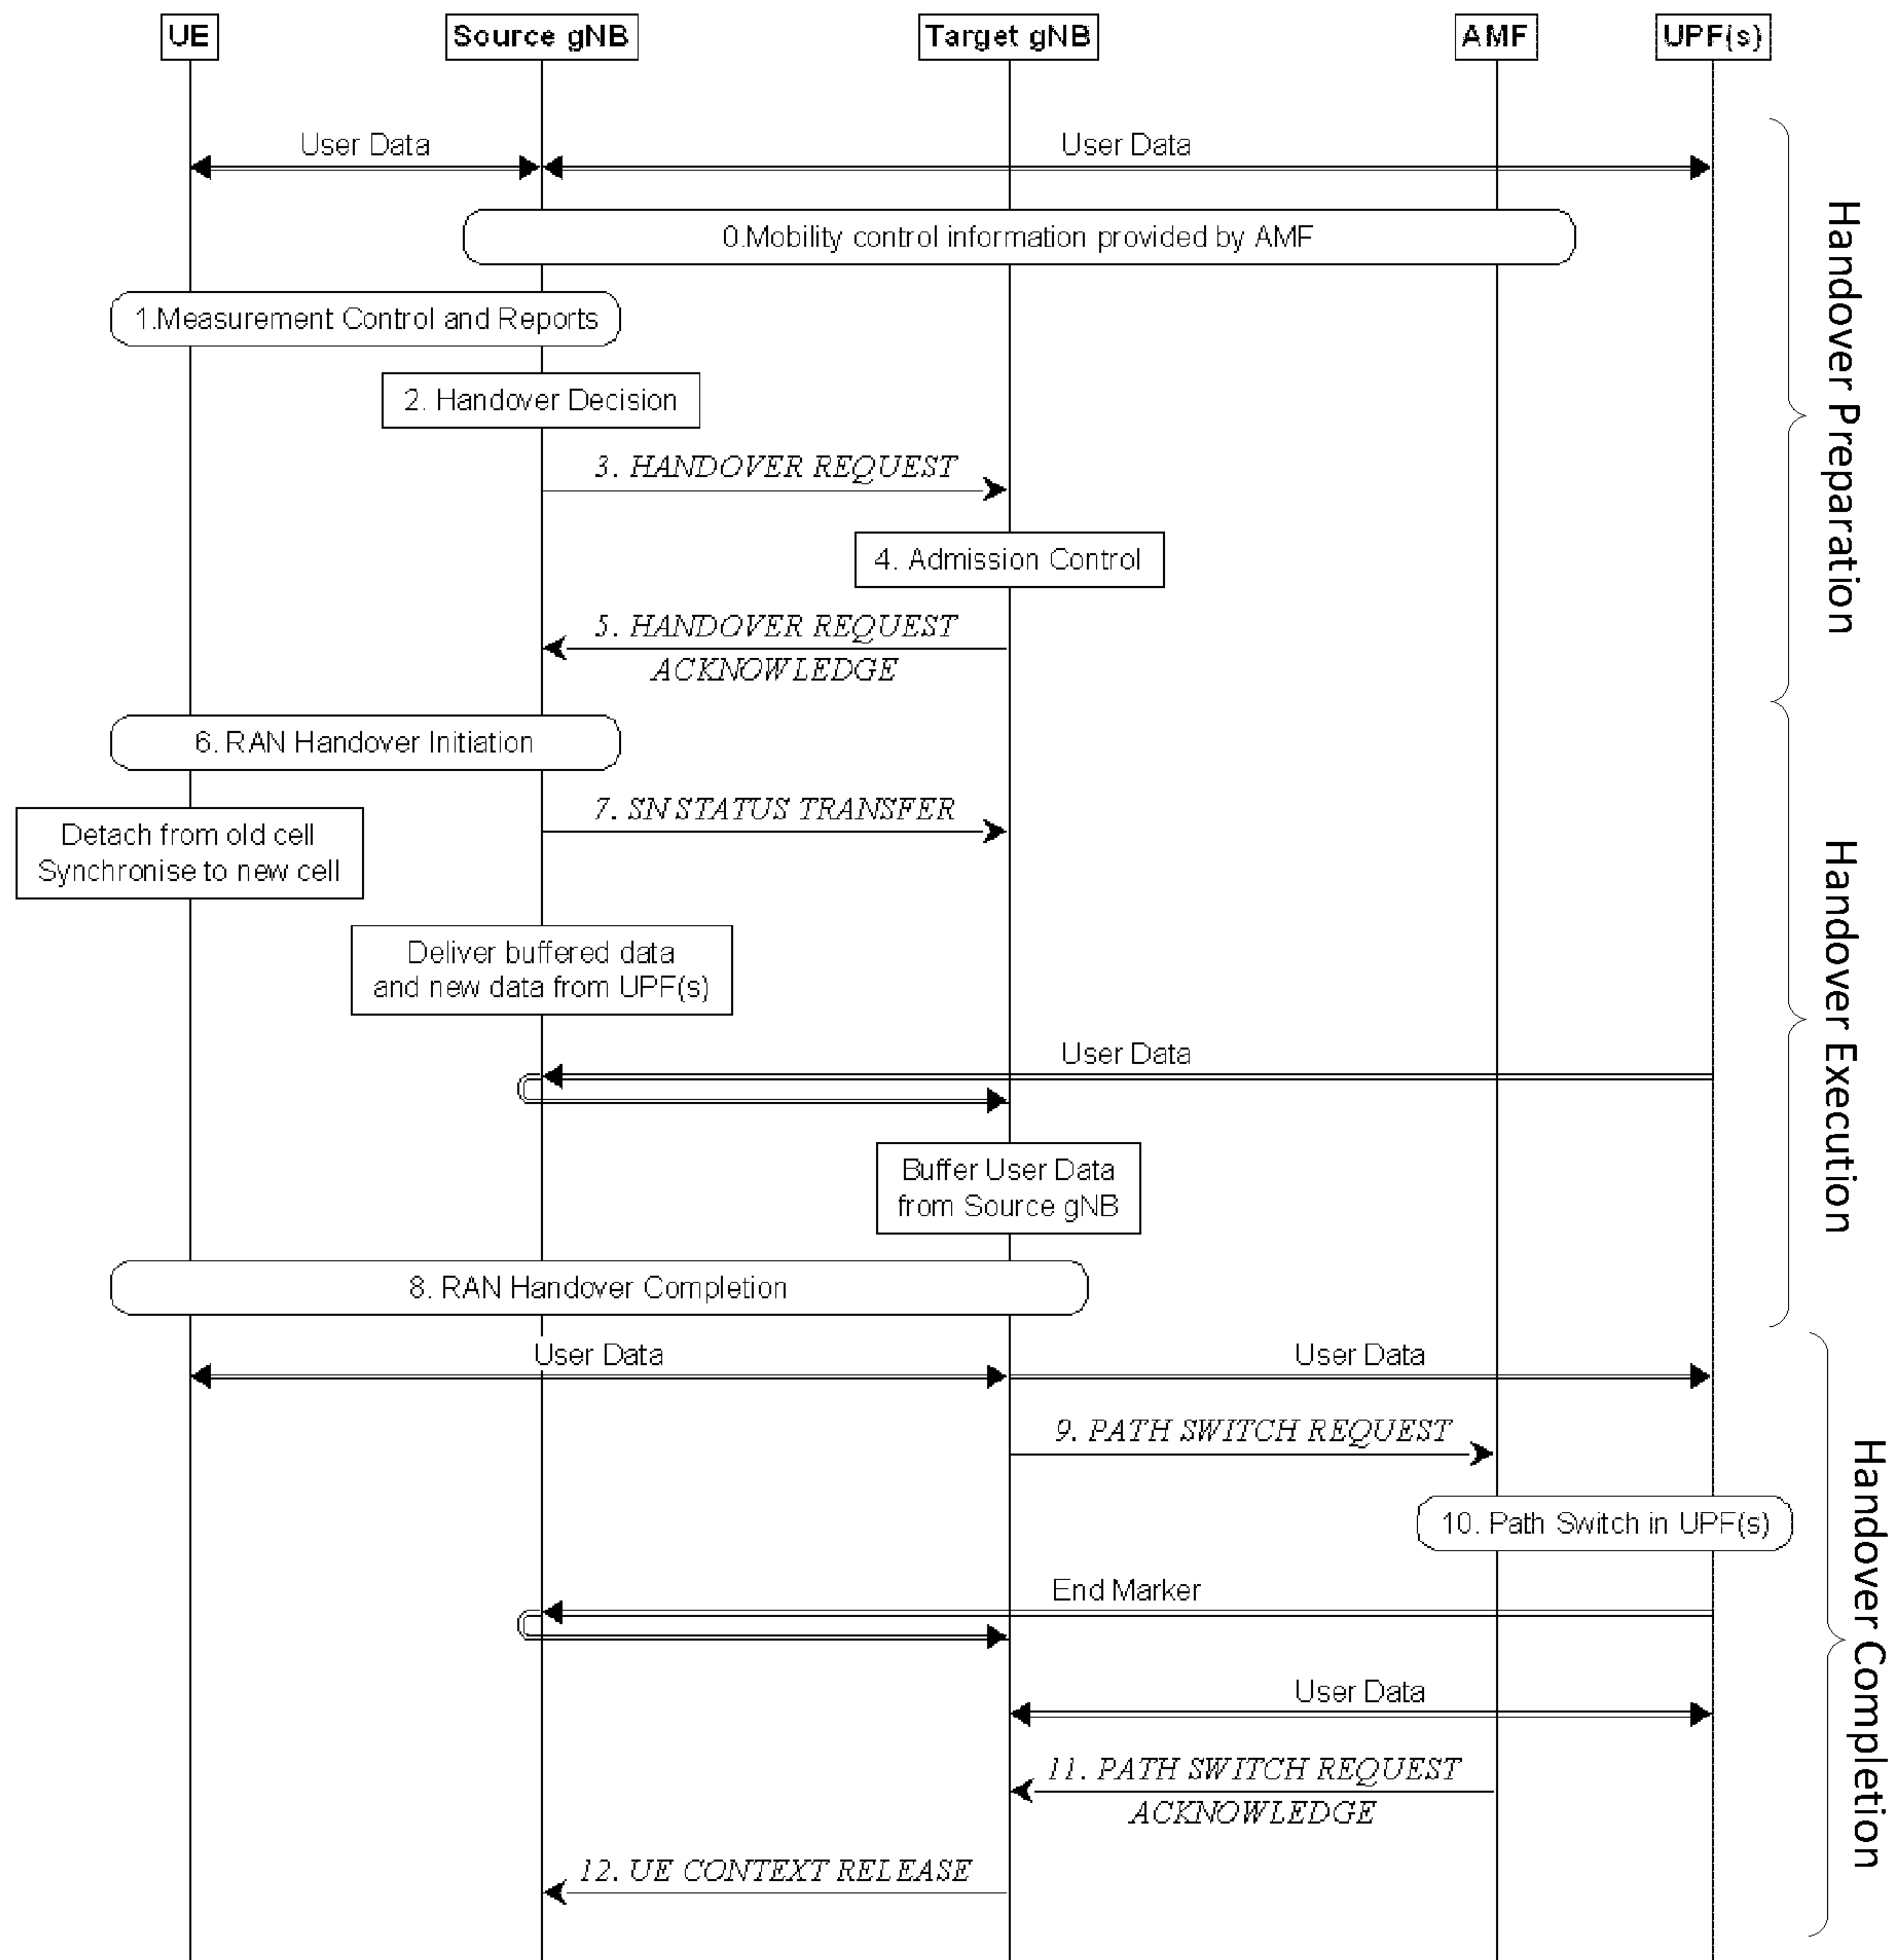 UE
Source gNB
Target gNB
AMF
UPF(s)
User Data
User Data
0.Mobility control information provided by AMF
1.Measurement Control and Reports
2. Handover Decision
3. HANDOVER REQUEST
4. Admission Control
5. HANDOVER REQUEST
ACKNOWLEDGE
Handover Preparation
6. RAN Handover Initiation
7. SN STATUS TRANSFER
Detach from old cell
Synchronise to new cell
Deliver buffered data
and new data from UPF(s)
User Data
Buffer User Data
from Source gNB
8. RAN Handover Completion
Handover Execution
User Data
User Data
9. PATH SWITCH REQUEST
10. Path Switch in UPF(s)
End Marker
User Data
11. PATH SWITCH REQUEST
ACKNOWLEDGE
12. UE CONTEXT RELEASE
Handover Completion